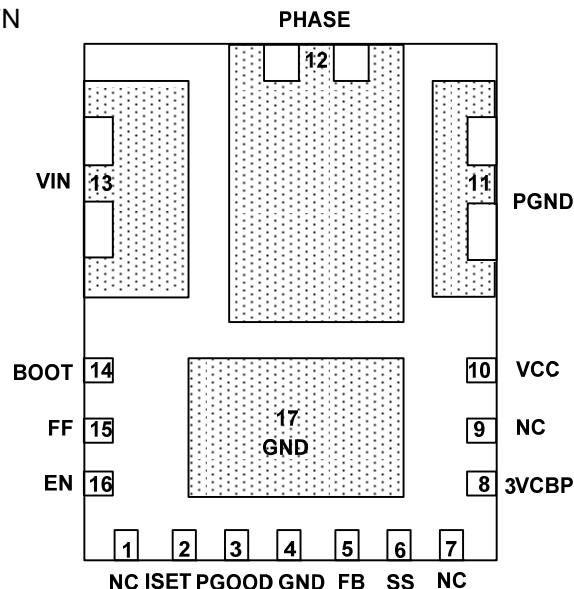 N
PHASE
12
VIN 13
11 PGND
BOOT 14
10 VCC
17
GND
FF 15
9 NC
EN 16
8 3VCBP
1 2 3 4 5 6 7
NC ISET PGOOD GND FB SS NC